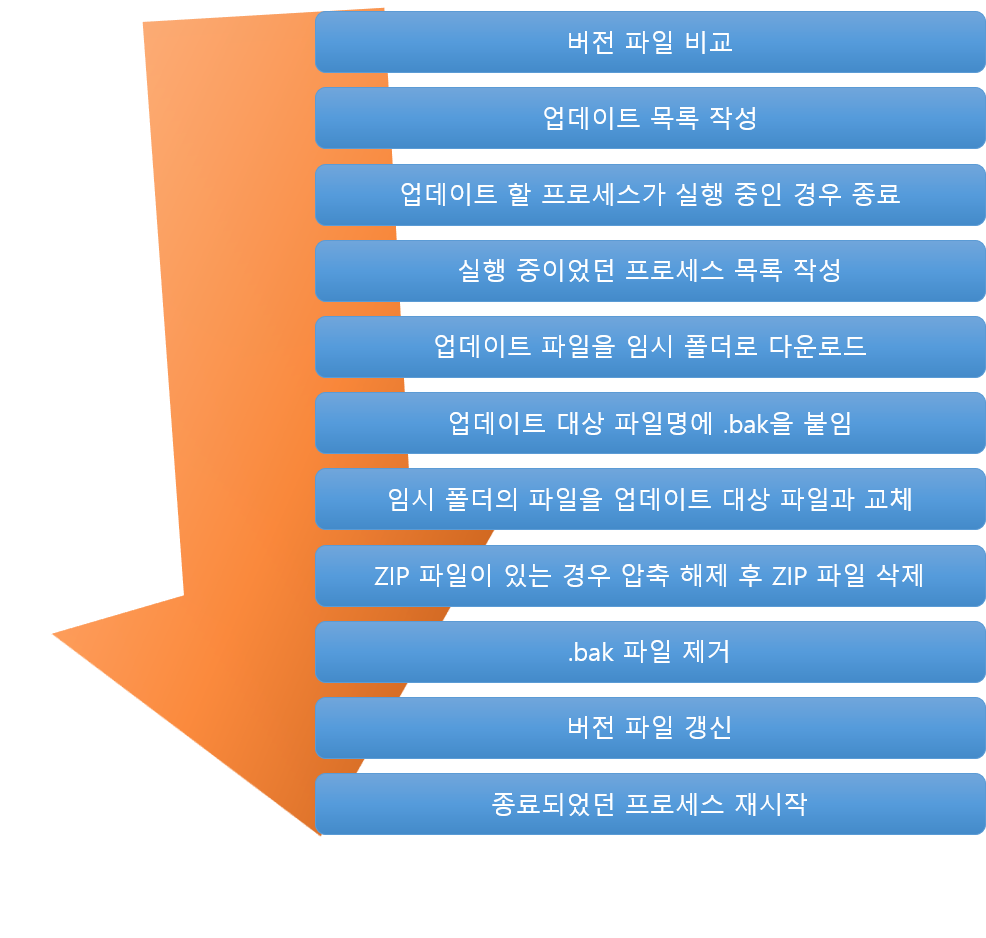 버전 파일 비교
업데이트 목록 작성
업데이트 할 프로세스가 실행 중인 경우 종료
실행 중이었던 프로세스 목록 작성
업데이트 파일을 임시 폴더로 다운로드
업데이트 대상 파일명에 .bak을 붙임
임시 폴더의 파일을 업데이트 대상 파일과 교체
ZIP 파일이 있는 경우 압축 해제 후 ZIP 파일 삭제
.bak 파일 제거
버전 파일 갱신
종료되었던 프로세스 재시작